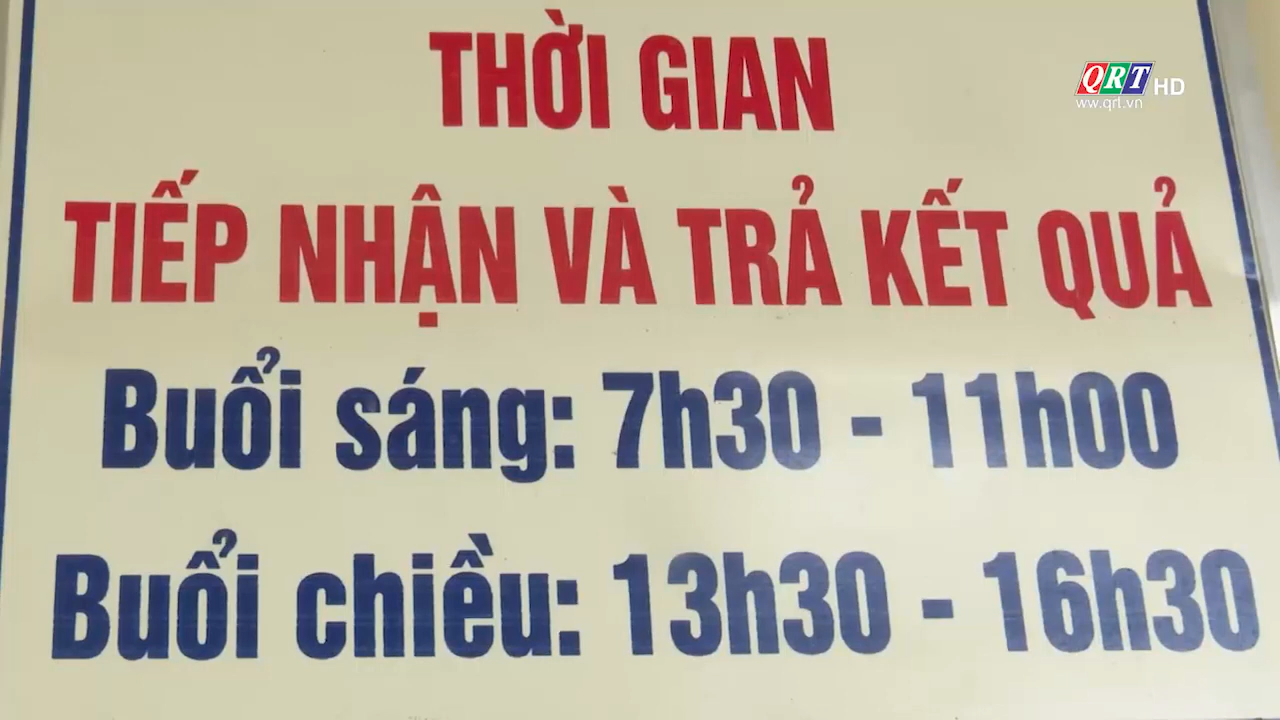 THỜI GIAN
QRT HD
ww.qrt.vn
TIẾP NHẬN VÀ TRẢ KẾT QUẢ
Buổi sáng: 7h30 - 11h00
Buổi chiều: 13h30 - 16h30